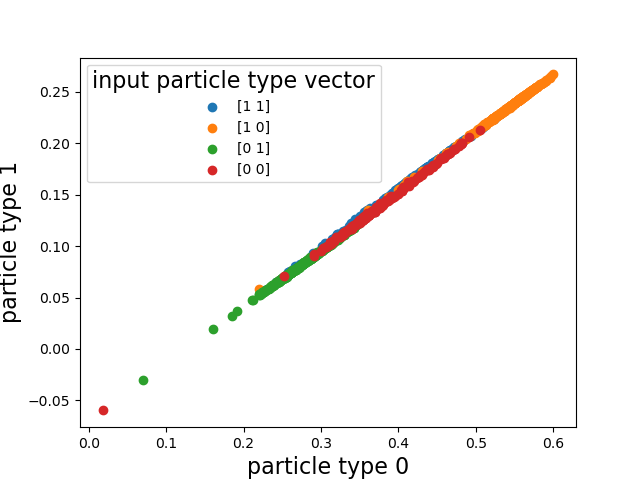 input particle type vector
[1 1]
[1 0]
[0 1]
[0 0]
particle type 1
0.25
0.20
0.15
0.10
0.05
0.00
−0.05
0.0 0.1 0.2 0.3 0.4 0.5 0.6
particle type 0